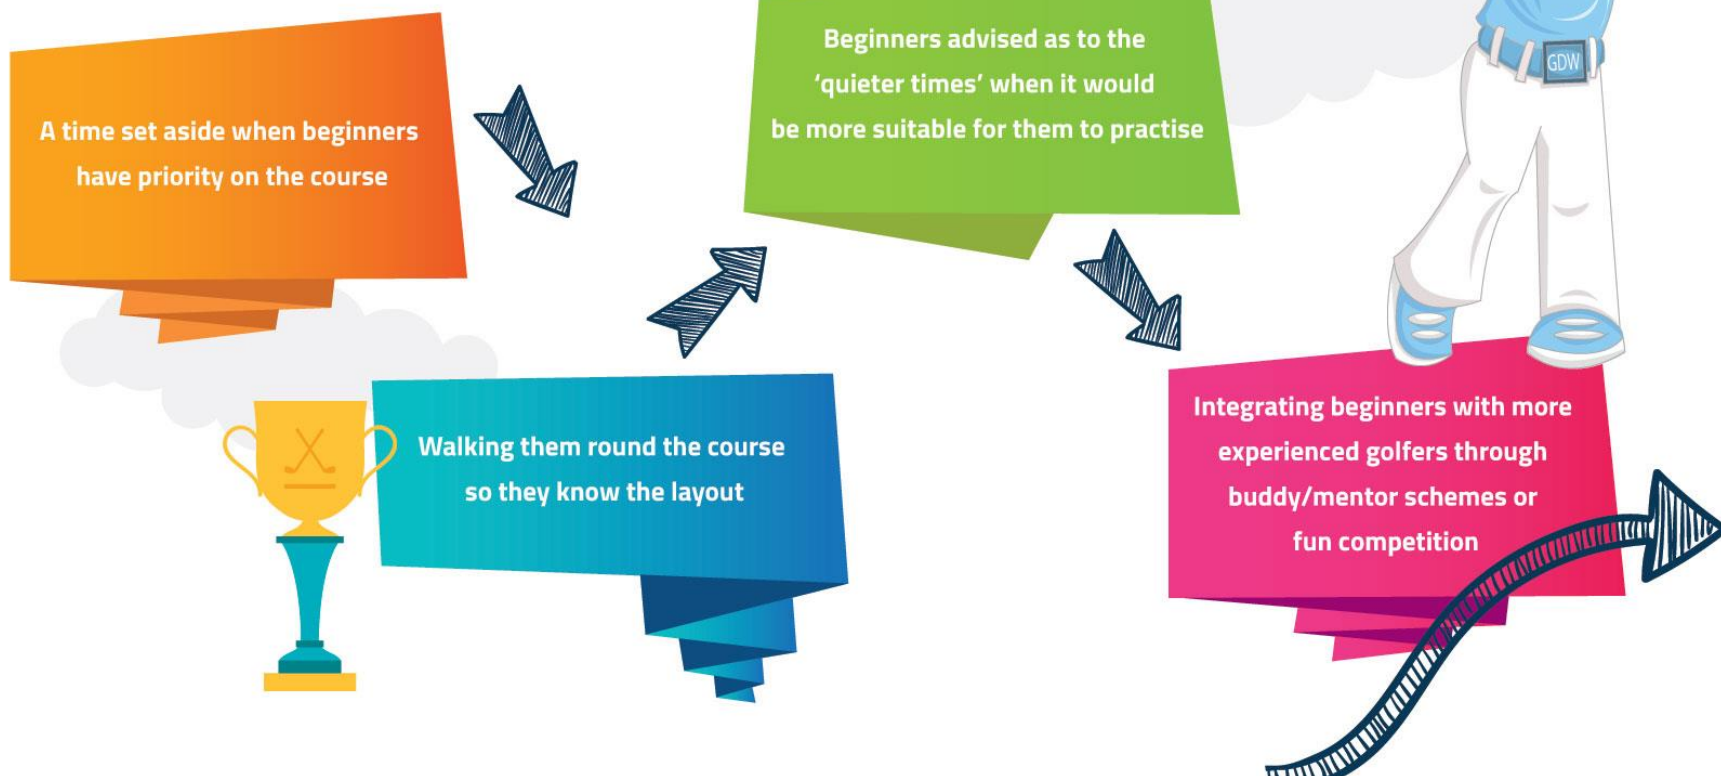 A time set aside when beginners
have priority on the course
Walking them round the course
so they know the layout
Beginners advised as to the
‘quieter times’ when it would
be more suitable for them to practise
Integrating beginners with more
experienced golfers through
buddy/mentor schemes or
fun competition
GDW